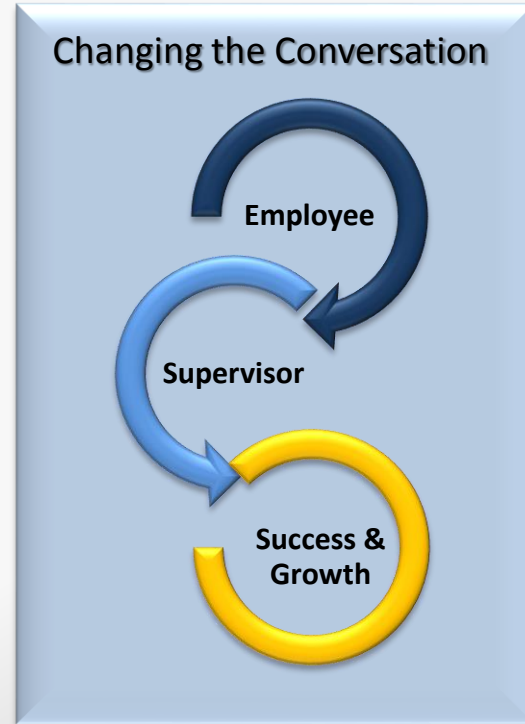 Changing the Conversation
Employee
Supervisor
Success &
Growth